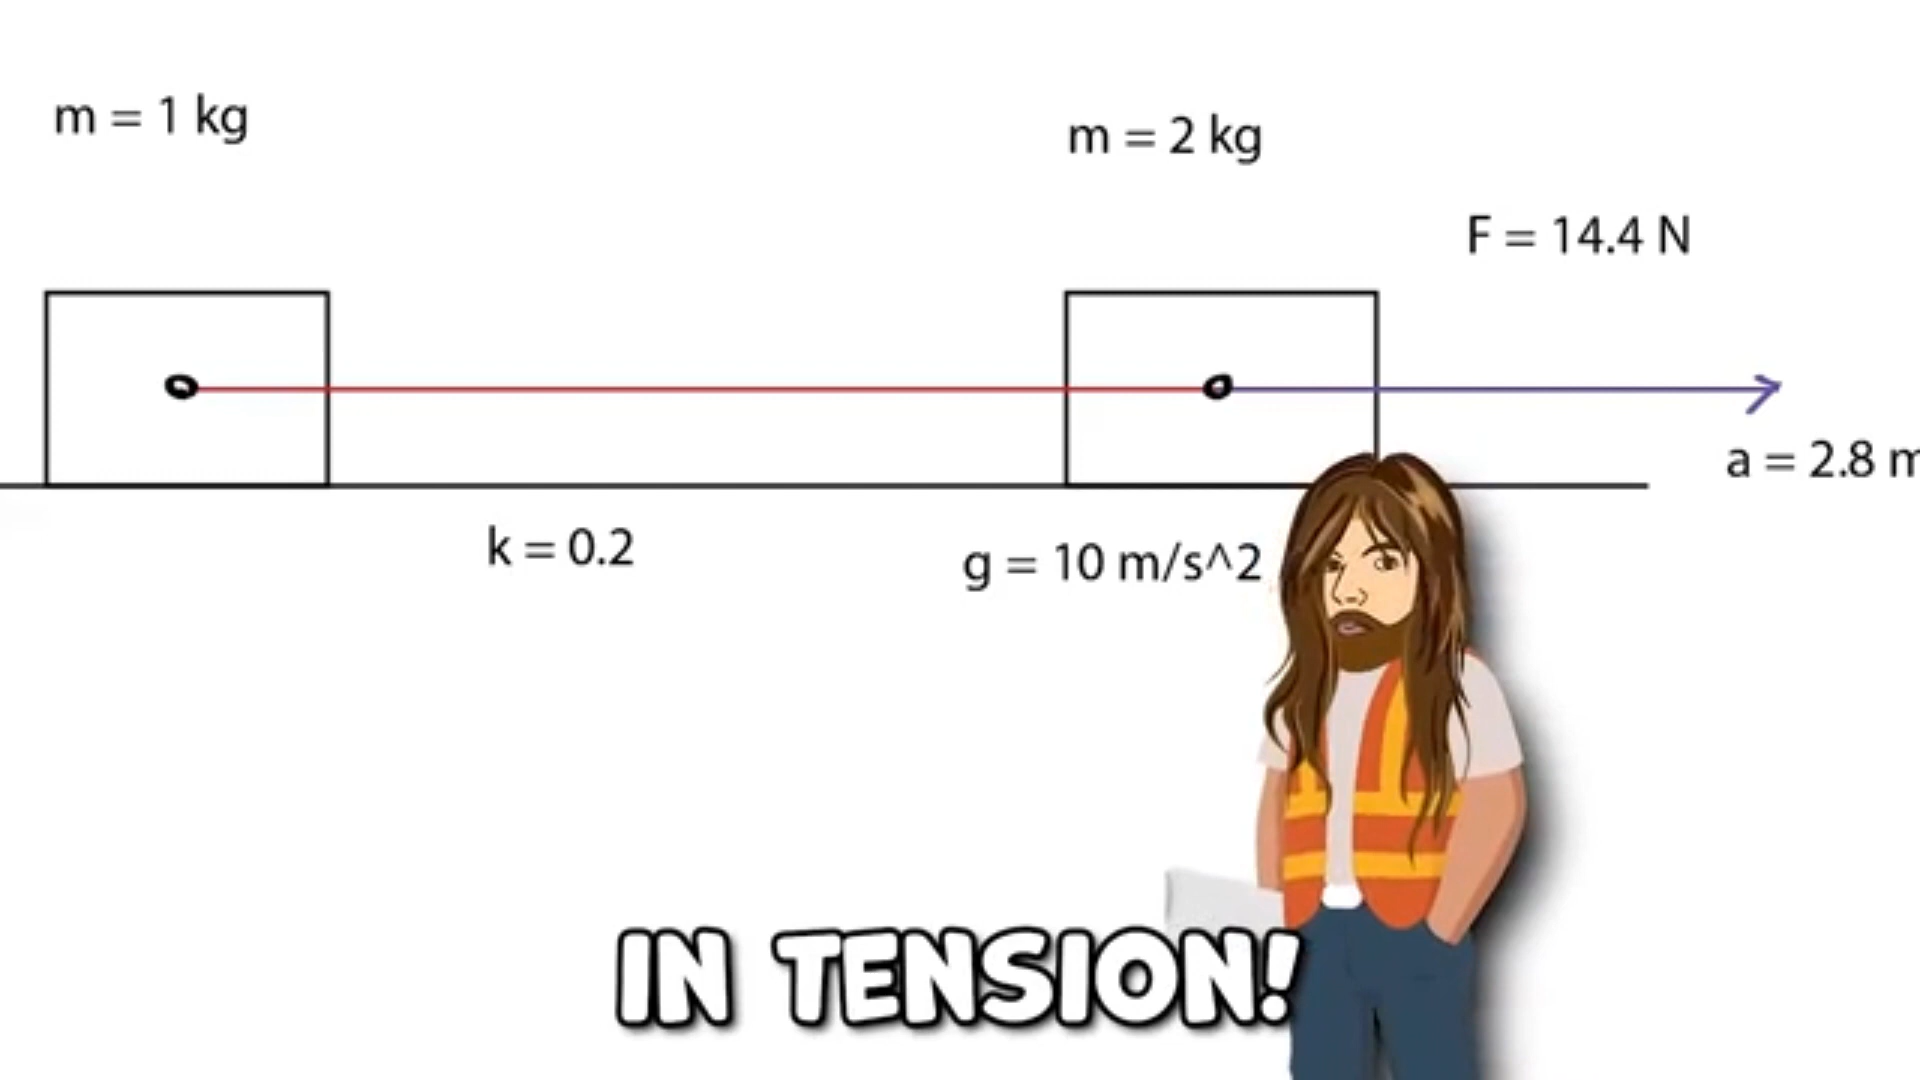 m = 1 kg
m = 2 kg
F = 14.4 N
a = 2.8 m
k = 0.2
g = 10 m/s^2
IN TENSION!